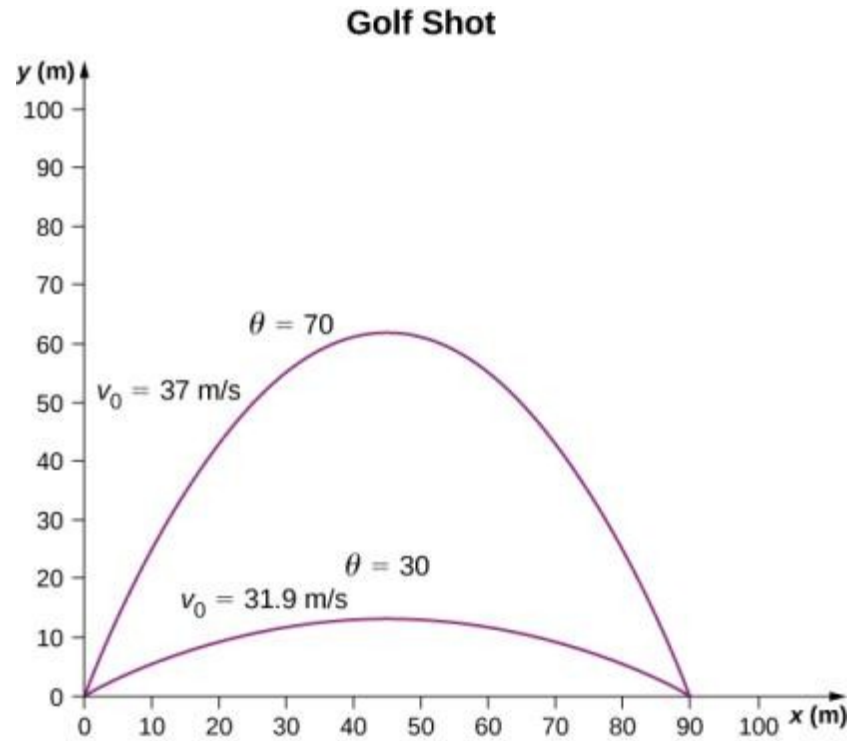 Golf Shot
y (m)
100
90
80
70
θ = 70
60
v₀ = 37 m/s
50
40
30
θ = 30
20
v₀ = 31.9 m/s
10
0
0 10 20 30 40 50 60 70 80 90 100 x (m)